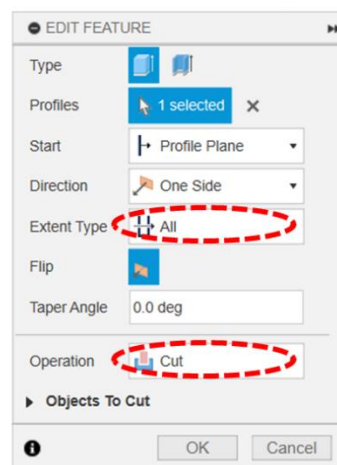 EDIT FEATURE
Type
Profiles 1 selected
Start Profile Plane
Direction One Side
Extent Type All
Flip
Taper Angle 0.0 deg
Operation Cut
Objects To Cut
OK Cancel